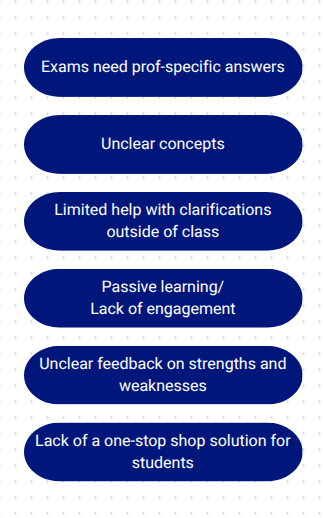 Exams need prof-specific answers
Unclear concepts
Limited help with clarifications
outside of class
Passive learning/
Lack of engagement
Unclear feedback on strengths and
weaknesses
Lack of a one-stop shop solution for
students